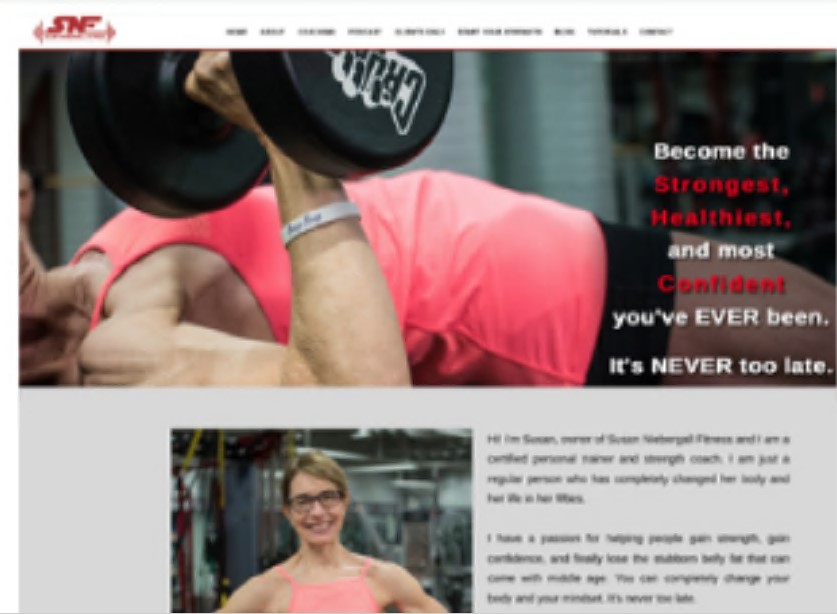 SNF
HOME ABOUT COACHING PODCAST CLIENTS ONLY START YOUR STRENGTH BLOG TUTORIALS CONTACT
CRUNCH
Become the
Strongest,
Healthiest,
and most
Confident
you've EVER been.
It's NEVER too late.
Hi! I'm Susan, owner of Susan Niebergall Fitness and I am a
certified personal trainer and strength coach. I am just a
regular person who has completely changed her body and
her life in her fifties.
I have a passion for helping people gain strength, gain
confidence, and finally lose the stubborn belly fat that can
come with middle age. You can completely change your
body and your mindset. It's never too late.